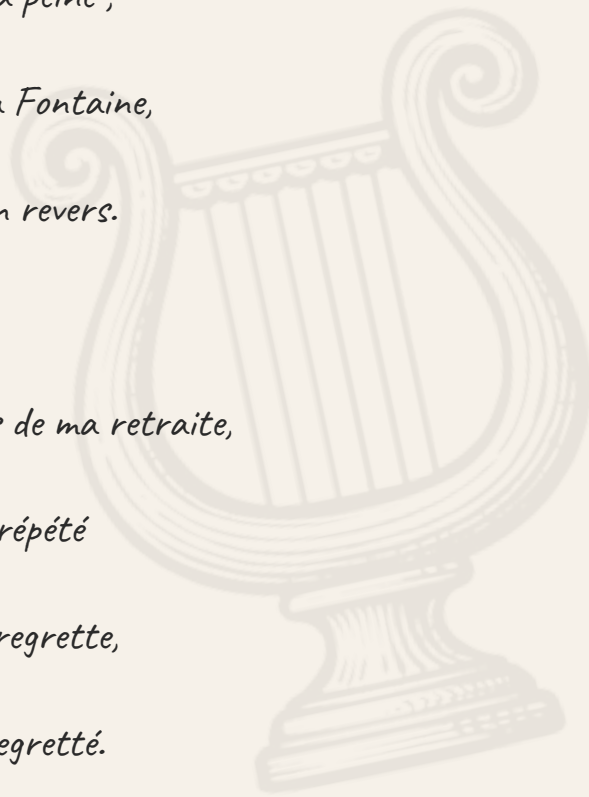 peine ,
Fontaine,
revers.
de ma retraite,
répété
regrette,
egretté.